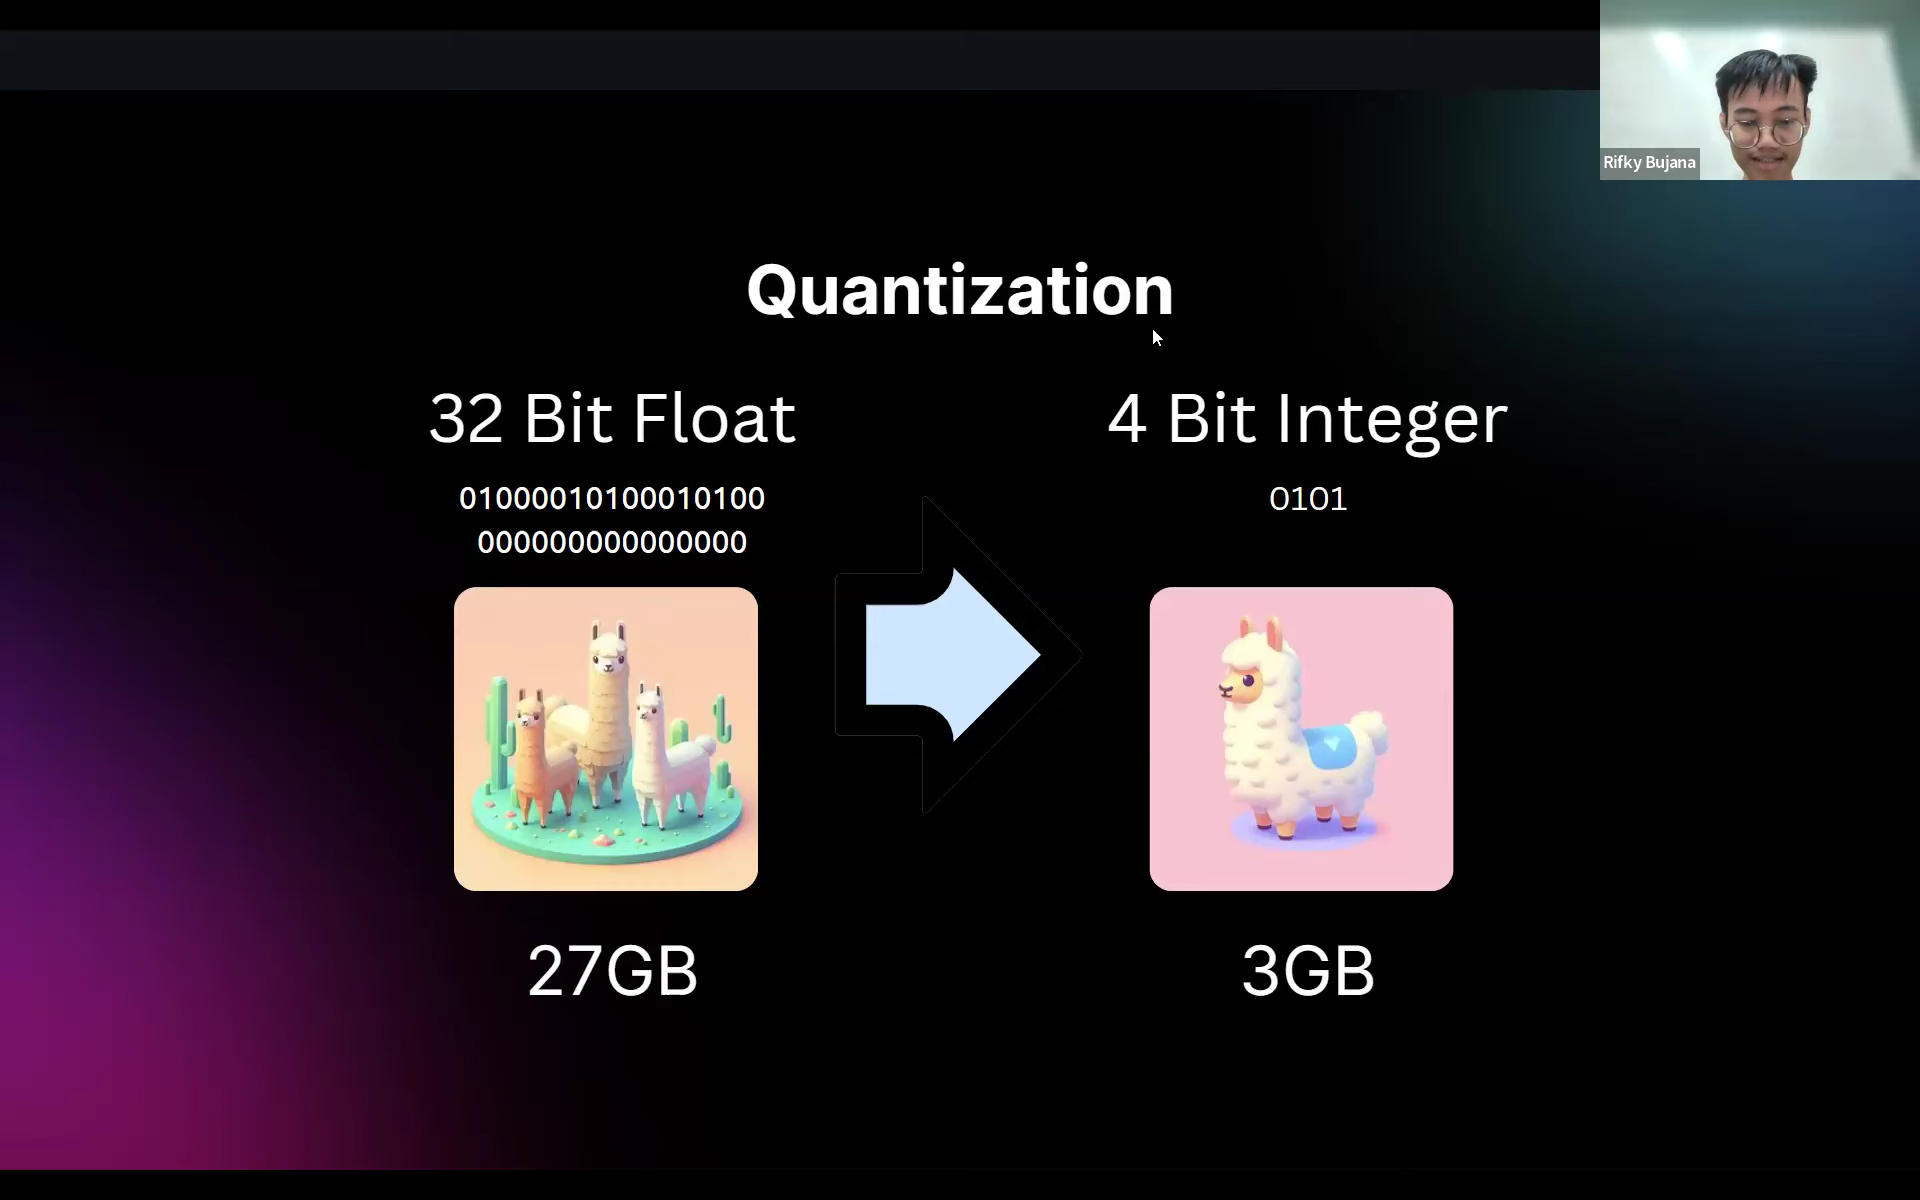 Rifky Bujana
Quantization
32 Bit Float
01000010100010100
000000000000000
4 Bit Integer
0101
27GB
3GB